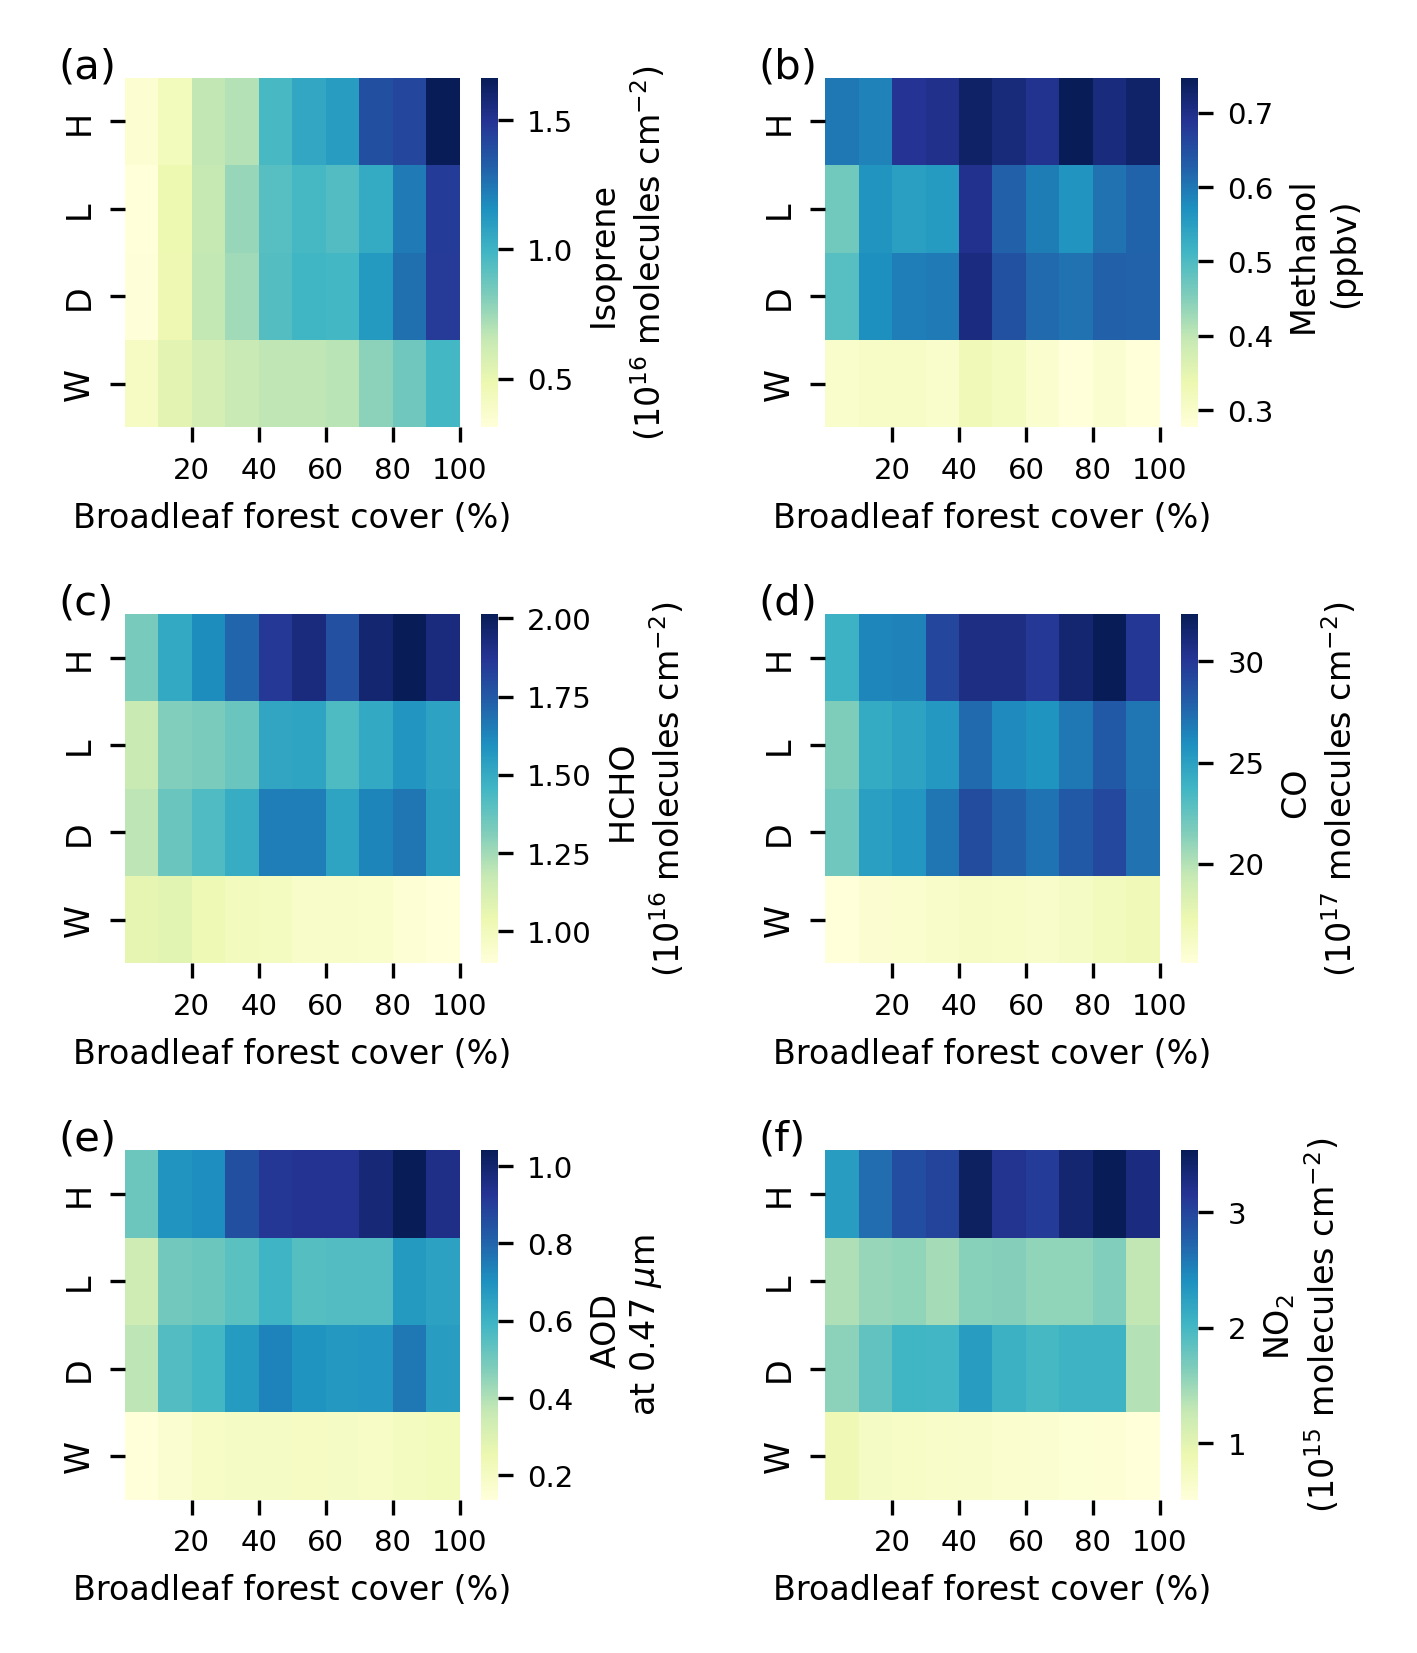 (a)
H
L
D
W
20 40 60 80 100
Broadleaf forest cover (%)
1.5
1.0
0.5
Isoprene
(10¹⁶ molecules cm⁻²)
(b)
H
L
D
W
20 40 60 80 100
Broadleaf forest cover (%)
0.7
0.6
0.5
0.4
0.3
Methanol
(ppbv)
(c)
H
L
D
W
20 40 60 80 100
Broadleaf forest cover (%)
2.00
1.75
1.50
1.25
1.00
HCHO
(10¹⁶ molecules cm⁻²)
(d)
H
L
D
W
20 40 60 80 100
Broadleaf forest cover (%)
30
25
20
CO
(10¹⁷ molecules cm⁻²)
(e)
H
L
D
W
20 40 60 80 100
Broadleaf forest cover (%)
1.0
0.8
0.6
0.4
0.2
AOD
at 0.47 μm
(f)
H
L
D
W
20 40 60 80 100
Broadleaf forest cover (%)
3
2
1
NO₂
(10¹⁵ molecules cm⁻²)